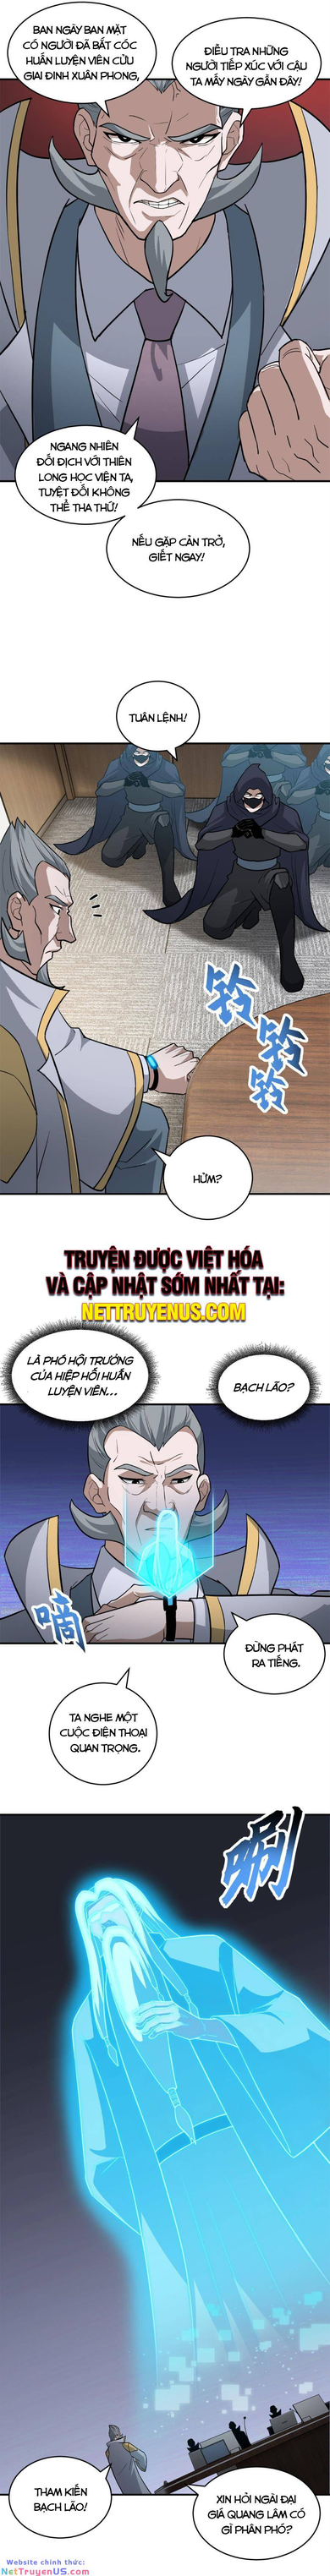 BAN NGÀY BAN MẶT
CÓ NGƯỜI ĐÃ BẮT CÓC
HUẤN LUYỆN VIÊN CỬU
GIAI ĐINH XUÂN PHONG,
ĐIỀU TRA NHỮNG
NGƯỜI TIẾP XÚC VỚI CẬU
TA MẤY NGÀY GẦN ĐÂY!
NGANG NHIÊN
ĐỐI ĐỊCH VỚI THIÊN
LONG HỌC VIỆN TA,
TUYỆT ĐỐI KHÔNG
THỂ THA THỨ!
NẾU GẶP CẢN TRỞ,
GIẾT NGAY!
TUÂN LỆNH!
铃
铃
铃
HỬM?
TRUYỆN ĐƯỢC VIỆT HÓA
VÀ CẬP NHẬT SỚM NHẤT TẠI:
NETTRUYENUS.COM
LÀ PHÓ HỘI TRƯỞNG
CỦA HIỆP HỘI HUẤN
LUYỆN VIÊN...
BẠCH LÃO?
嘀
ĐỪNG PHÁT
RA TIẾNG.
TA NGHE MỘT
CUỘC ĐIỆN THOẠI
QUAN TRỌNG.
唰
THAM KIẾN
BẠCH LÃO!
XIN HỎI NGÀI ĐẠI
GIÁ QUANG LÂM CÓ
GÌ PHÂN PHÓ?
Website chính thức:
NetTruyenUS.com